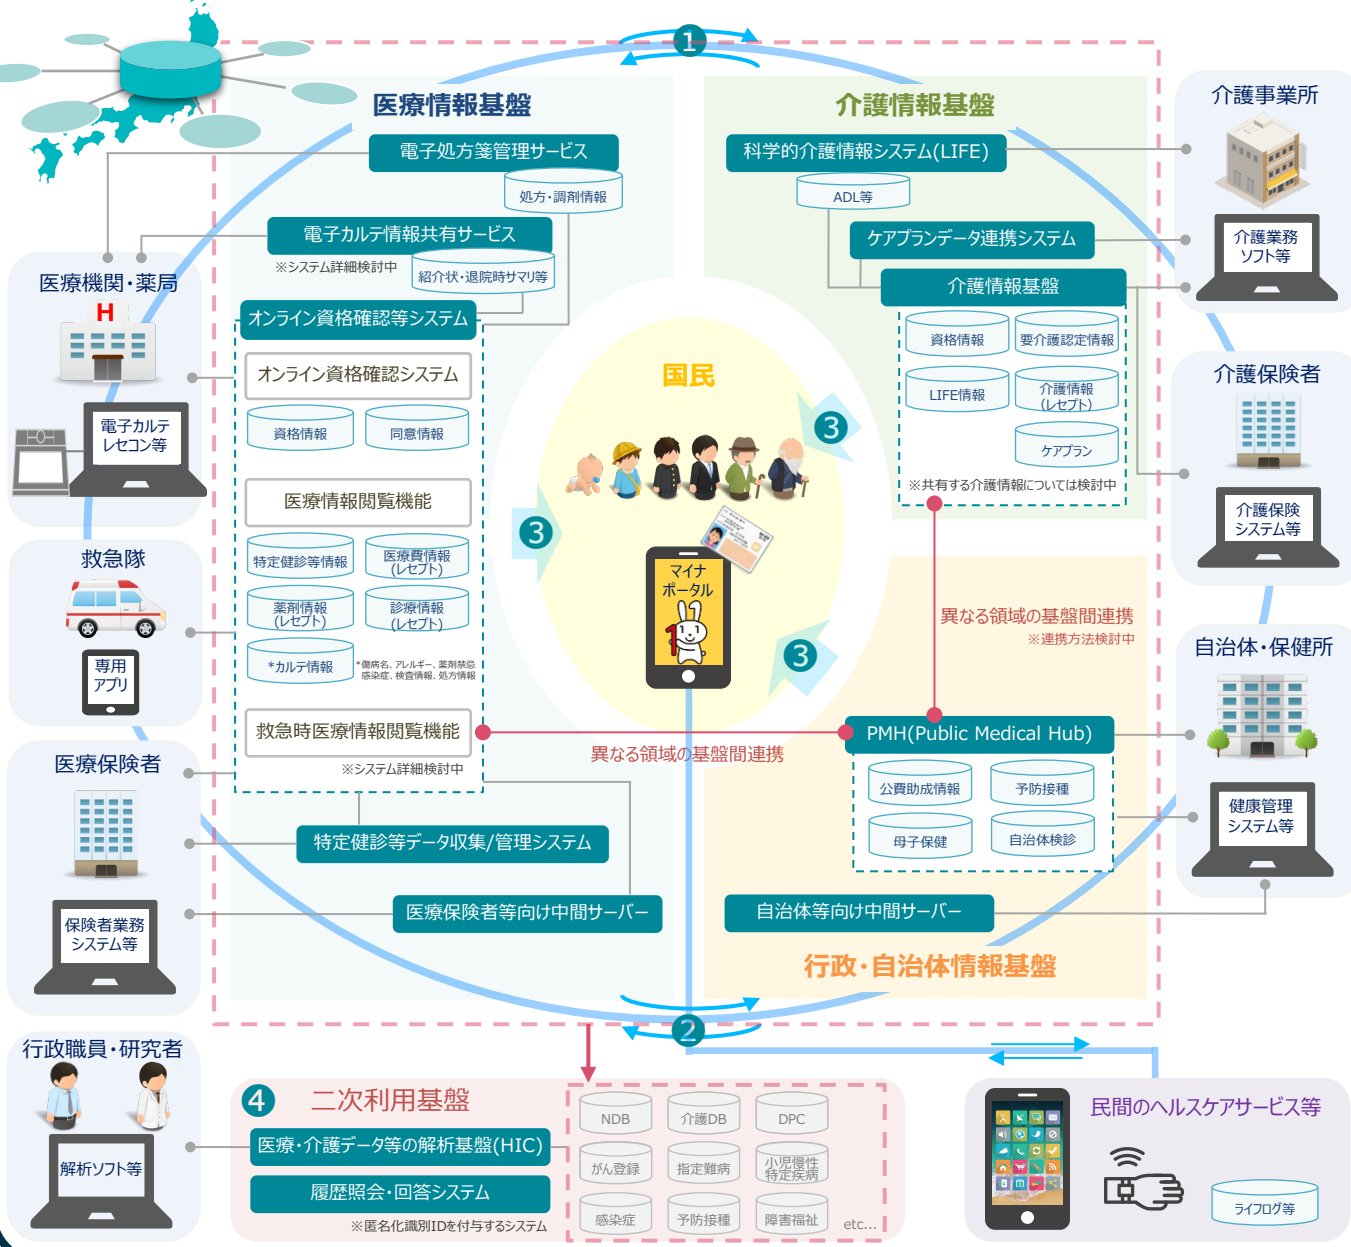 1
医療情報基盤
電子処方箋管理サービス
処方・調剤情報
電子カルテ情報共有サービス
※システム詳細検討中
紹介状・退院時サマリ等
オンライン資格確認等システム
オンライン資格確認システム
資格情報
同意情報
医療情報閲覧機能
特定健診等情報
医療費情報
(レセプト)
薬剤情報
(レセプト)
診療情報
(レセプト)
*カルテ情報
*傷病名、アレルギー、薬剤禁忌
感染症、検査情報、処方情報
救急時医療情報閲覧機能
※システム詳細検討中
特定健診等データ収集/管理システム
医療保険者等向け中間サーバー
介護情報基盤
科学的介護情報システム(LIFE)
ADL等
ケアプランデータ連携システム
介護情報基盤
資格情報
要介護認定情報
LIFE情報
介護情報
(レセプト)
ケアプラン
※共有する介護情報については検討中
国民
3
3
3
マイナ
ポータル
1
異なる領域の基盤間連携
※連携方法検討中
異なる領域の基盤間連携
PMH(Public Medical Hub)
公費助成情報
予防接種
母子保健
自治体検診
自治体等向け中間サーバー
行政・自治体情報基盤
2
医療機関・薬局
H
電子カルテ
レセコン等
救急隊
専用
アプリ
医療保険者
保険者業務
システム等
行政職員・研究者
解析ソフト等
介護事業所
介護業務
ソフト等
介護保険者
介護保険
システム等
自治体・保健所
健康管理
システム等
4
二次利用基盤
医療・介護データ等の解析基盤(HIC)
履歴照会・回答システム
※匿名化識別IDを付与するシステム
NDB
介護DB
DPC
がん登録
指定難病
小児慢性
特定疾病
感染症
予防接種
障害福祉
etc...
民間のヘルスケアサービス等
ライフログ等